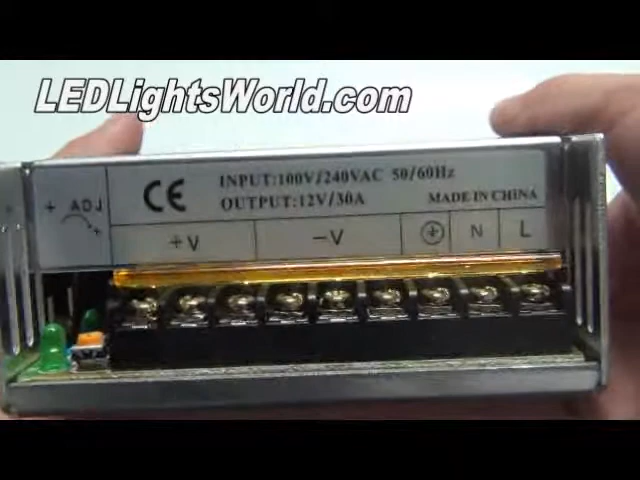 LEDLightsWorld.com
+ ADJ +
CE INPUT:100V/240VAC 50/60Hz
OUTPUT:12V/30A MADE IN CHINA
+V -V N L